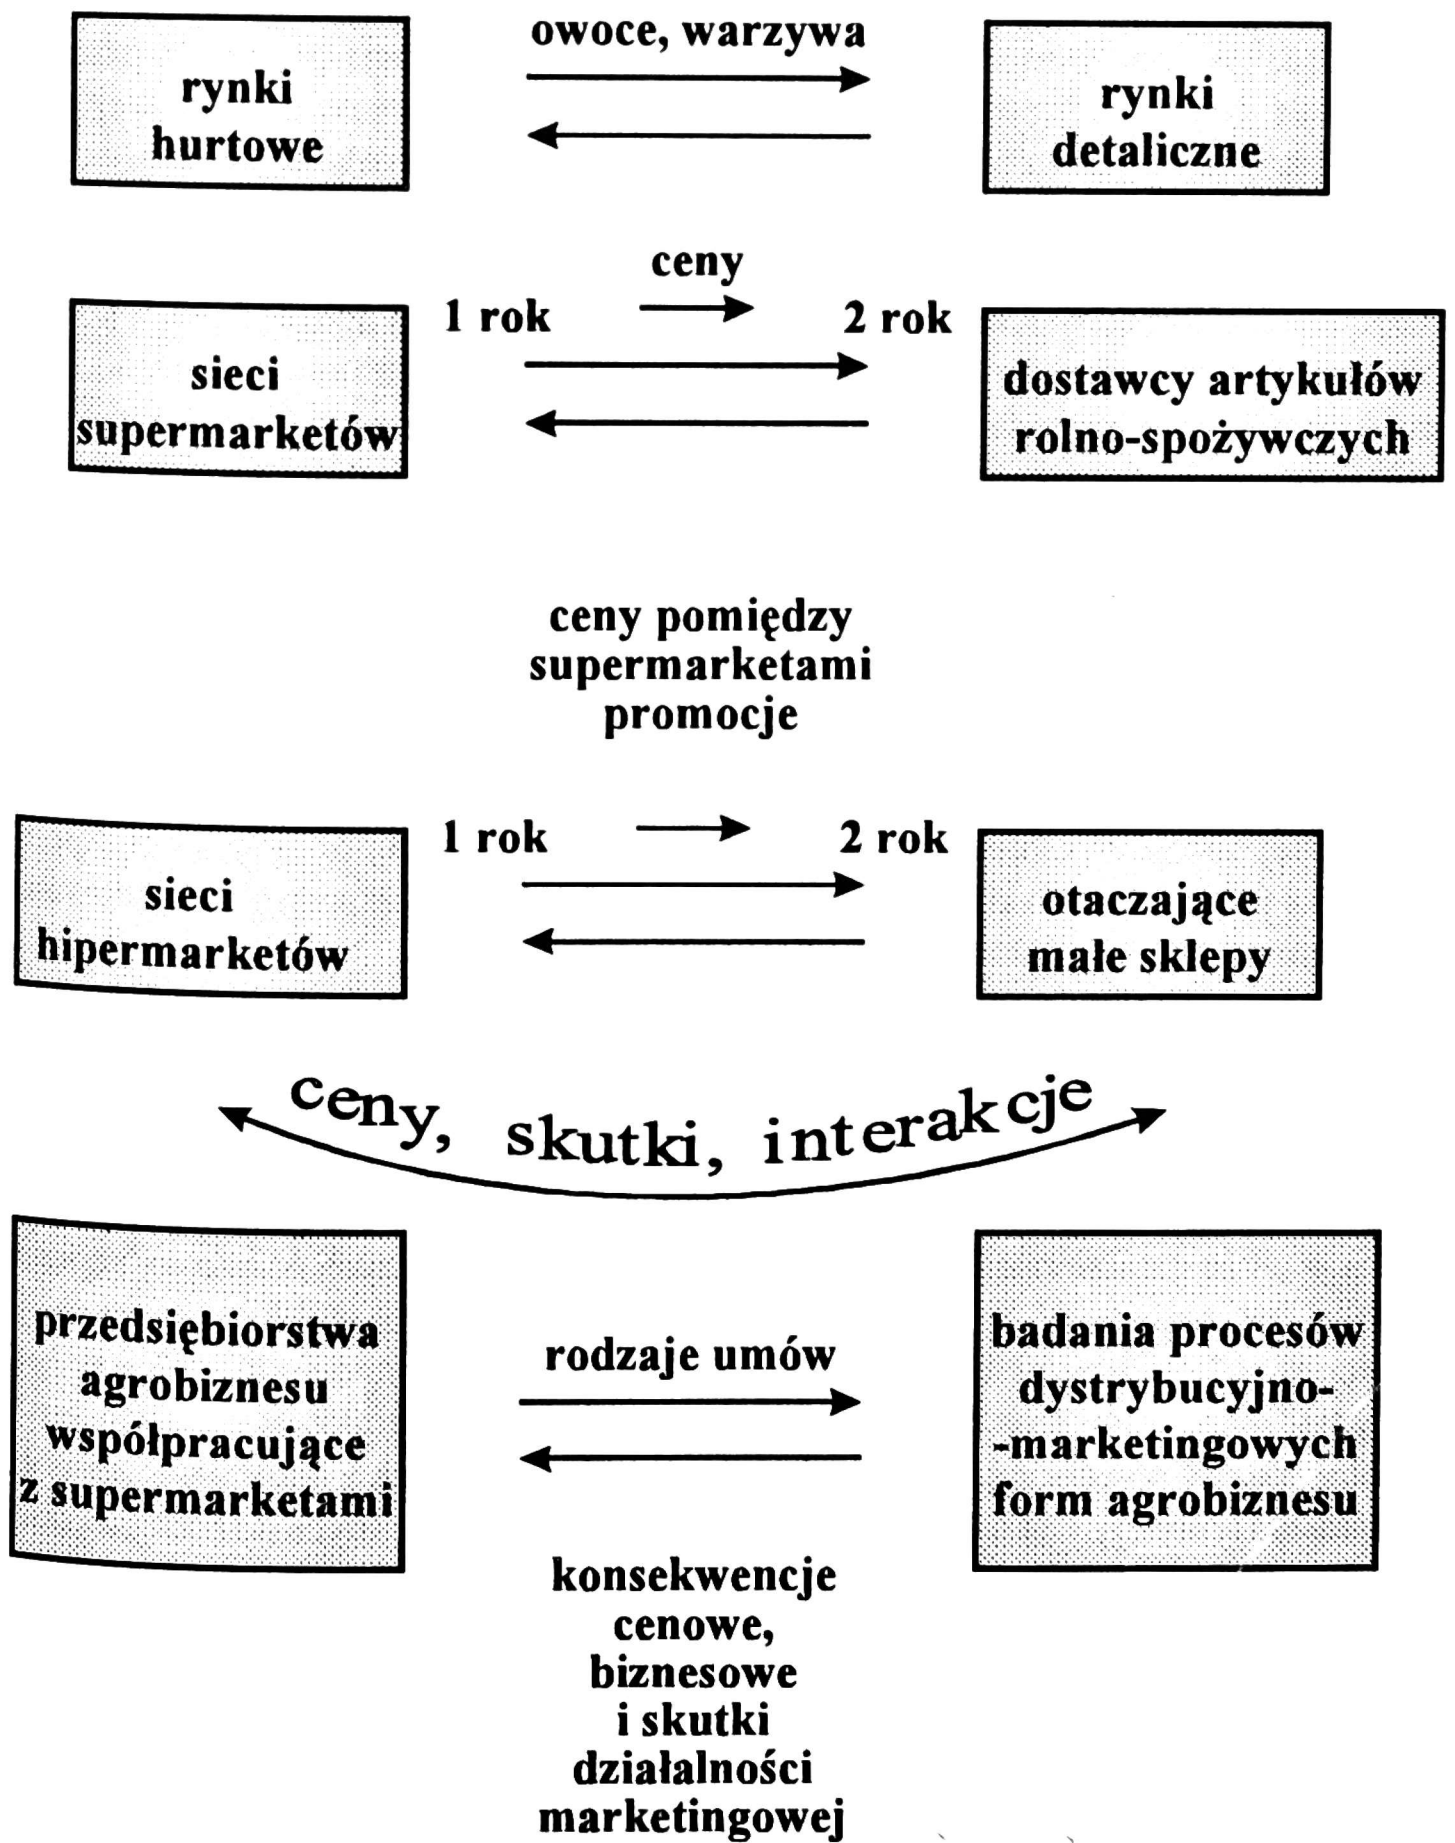 owoce, warzywa
rynki
hurtowe
rynki
detaliczne
ceny
1 rok
2 rok
sieci
supermarketów
dostawcy artykułów
rolno-spożywczych
ceny pomiędzy
supermarketami
promocje
1 rok
2 rok
sieci
hipermarketów
otaczające
małe sklepy
ceny, skutki, interakcje
przedsiębiorstwa
agrobiznesu
współpracujące
z supermarketami
rodzaje umów
badania procesów
dystrybucyjno-
-marketingowych
form agrobiznesu
konsekwencje
cenowe,
biznesowe
i skutki
działalności
marketingowej